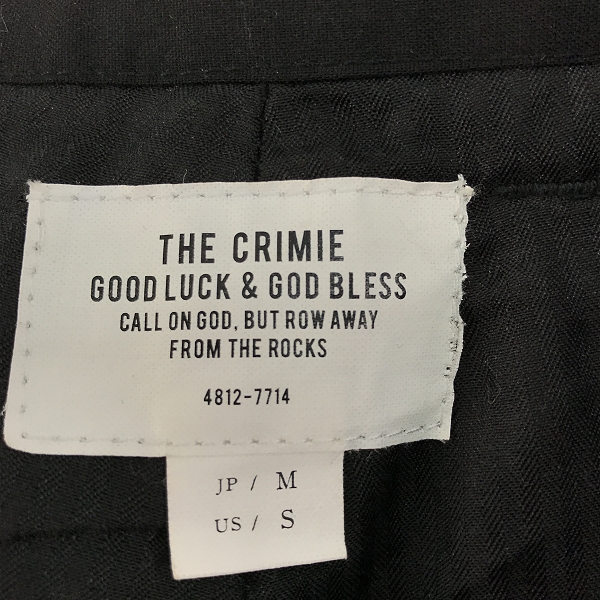 THE CRIMIE
GOOD LUCK & GOD BLESS
CALL ON GOD, BUT ROW AWAY
FROM THE ROCKS
4812-7714
JP / M
US / S